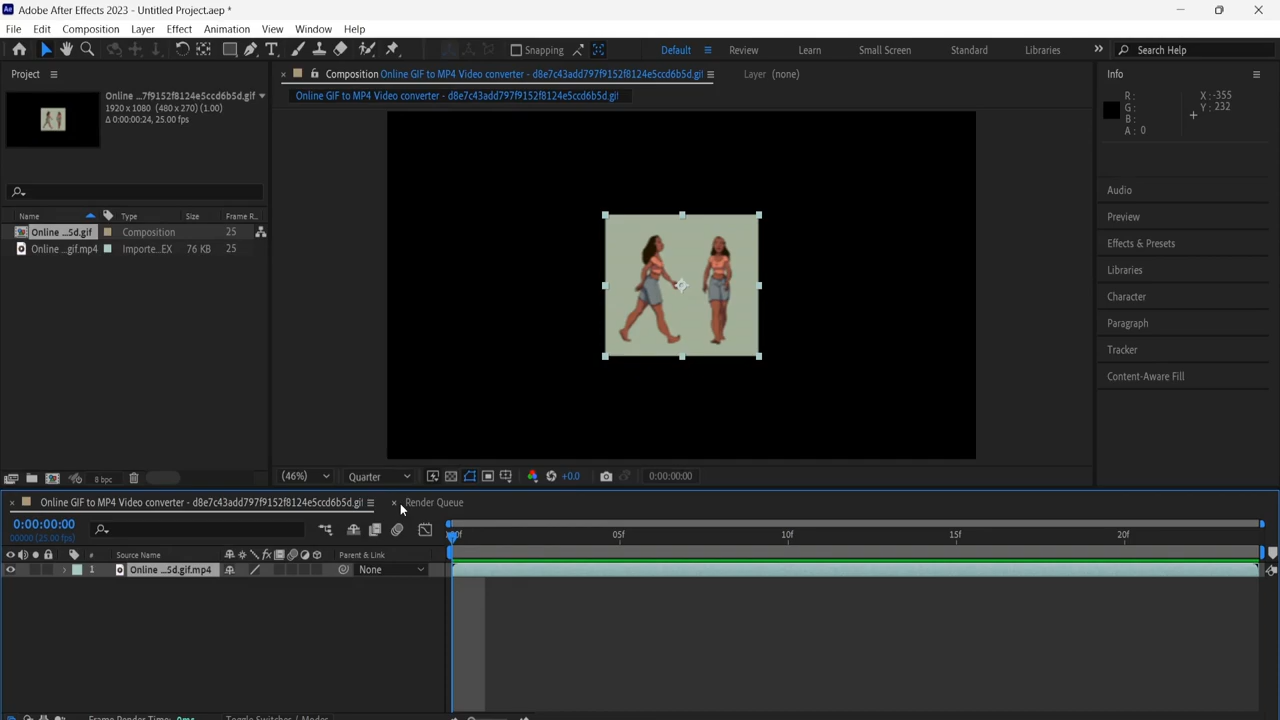 Adobe After Effects 2023 - Untitled Project.aep *
File Edit Composition Layer Effect Animation View Window Help
Snapping Default Review Learn Small Screen Standard Libraries Search Help
Project
Composition Online GIF to MP4 Video converter - d8e7c43add797f9152f8124e5ccd6b5d.gif
Layer (none)
Info
Online GIF to MP4 Video converter - d8e7c43add797f9152f8124e5ccd6b5d.gif
Online ...7f9152f8124e5ccd6b5d.gif
1920 x 1080 (480 x 270) (1.00)
Δ 0:00:00:24, 25.00 fps
R:
G:
B:
A: 0
X: -355
Y: 232
Name Type Size Frame R...
Online ...5d.gif Composition 25
Online ...gif.mp4 Importe...EX 76 KB 25
Audio
Preview
Effects & Presets
Libraries
Character
Paragraph
Tracker
Content-Aware Fill
8 bpc
(46%) Quarter +0.0 0:00:00:00
Online GIF to MP4 Video converter - d8e7c43add797f9152f8124e5ccd6b5d.gif
Render Queue
0:00:00:00
00000 (25.00 fps)
05f 10f 15f 20f
# Source Name Parent & Link
1 Online ...5d.gif.mp4 None
Frame Render Time: 0ms Toggle Switches / Modes